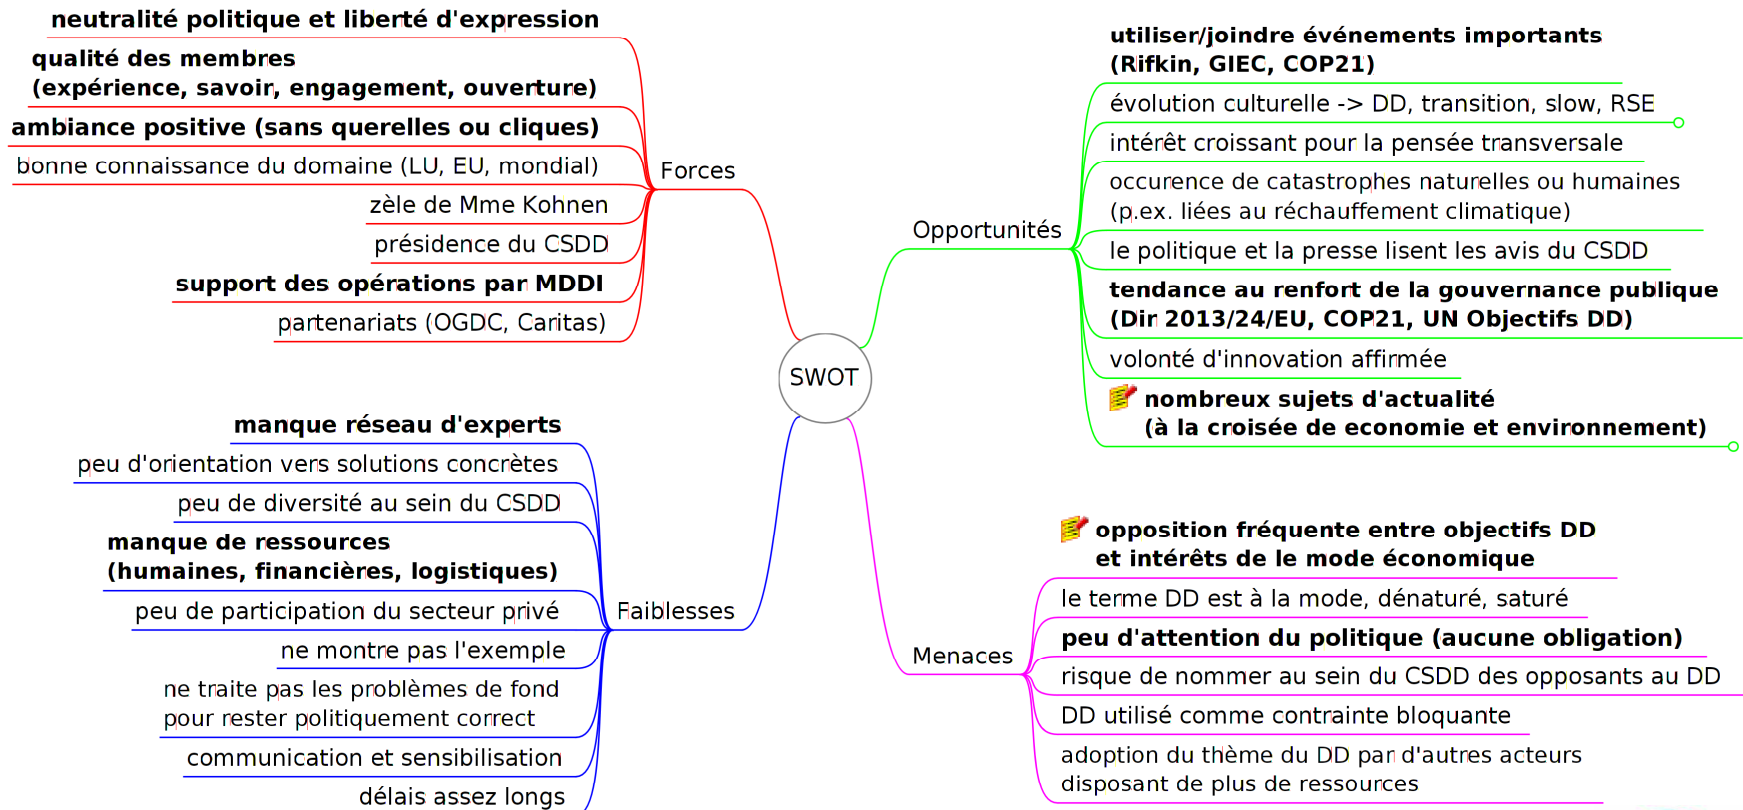 neutralité politique et liberté d'expression
qualité des membres
(expérience, savoir, engagement, ouverture)
ambiance positive (sans querelles ou cliques)
bonne connaissance du domaine (LU, EU, mondial)
zèle de Mme Kohnen
présidence du CSDD
support des opérations par MDDI
partenariats (OGDC, Caritas)
Forces
manque réseau d'experts
peu d'orientation vers solutions concrètes
peu de diversité au sein du CSDD
manque de ressources
(humaines, financières, logistiques)
peu de participation du secteur privé
ne montre pas l'exemple
ne traite pas les problèmes de fond
pour rester politiquement correct
communication et sensibilisation
délais assez longs
Faiblesses
SWOT
Opportunités
utiliser/joindre événements importants
(Rifkin, GIEC, COP21)
évolution culturelle -> DD, transition, slow, RSE
intérêt croissant pour la pensée transversale
occurence de catastrophes naturelles ou humaines
(p.ex. liées au réchauffement climatique)
le politique et la presse lisent les avis du CSDD
tendance au renfort de la gouvernance publique
(Dir 2013/24/EU, COP21, UN Objectifs DD)
volonté d'innovation affirmée
nombreux sujets d'actualité
(à la croisée de economie et environnement)
Menaces
opposition fréquente entre objectifs DD
et intérêts de le mode économique
le terme DD est à la mode, dénaturé, saturé
peu d'attention du politique (aucune obligation)
risque de nommer au sein du CSDD des opposants au DD
DD utilisé comme contrainte bloquante
adoption du thème du DD par d'autres acteurs
disposant de plus de ressources